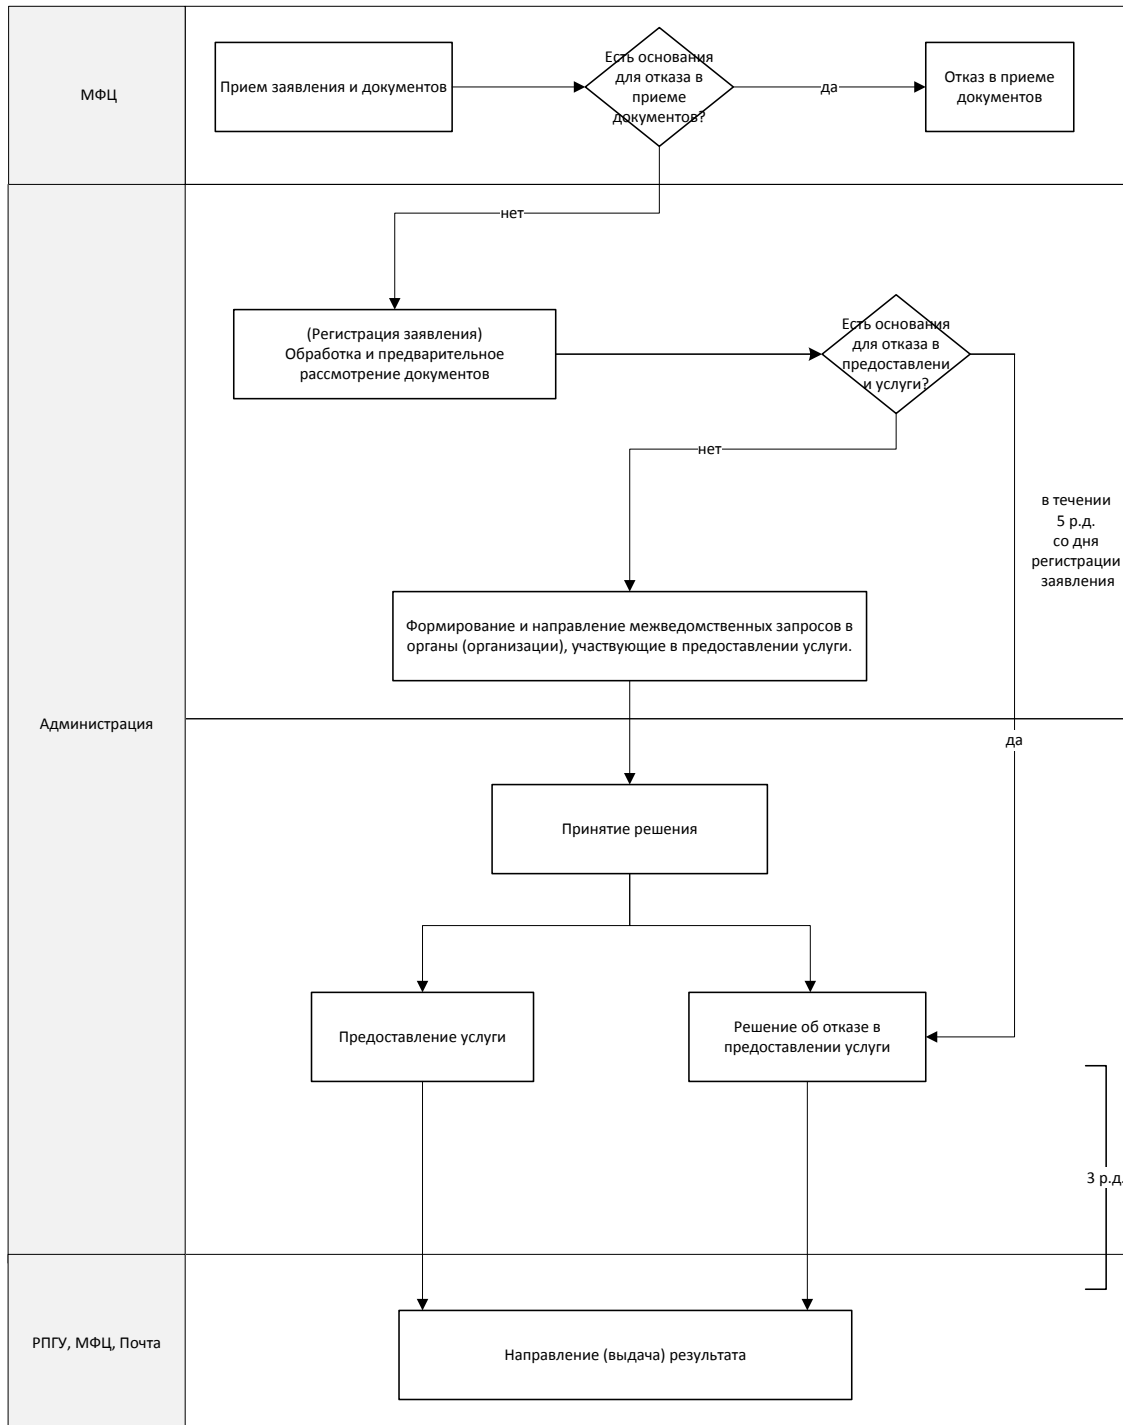 МФЦ
Прием заявления и документов
Есть основания
для отказа в
приеме
документов?
да
Отказ в приеме
документов
нет
(Регистрация заявления)
Обработка и предварительное
рассмотрение документов
Есть основания
для отказа в
предоставлени
и услуги?
нет
в течении
5 р.д.
со дня
регистрации
заявления
Формирование и направление межведомственных запросов в
органы (организации), участвующие в предоставлении услуги.
Администрация
да
Принятие решения
Предоставление услуги
Решение об отказе в
предоставлении услуги
3 р.д.
РПГУ, МФЦ, Почта
Направление (выдача) результата